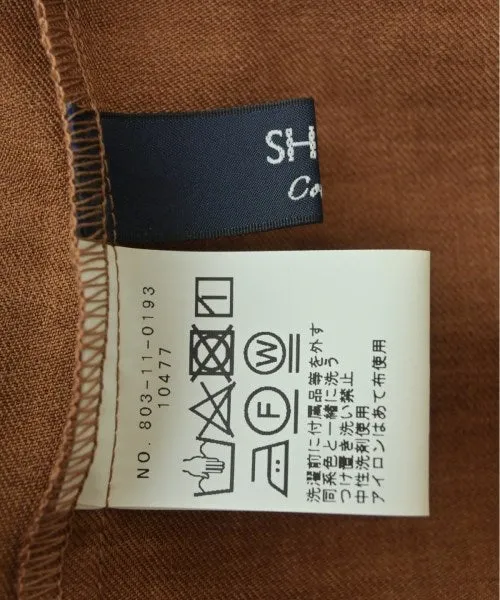 SH
Co
NO. 803-11-0193
10477
W
F
洗濯前に付属品等を外す
同系色と一緒に洗う
つけ置き洗い禁止
中性洗剤使用
アイロンはあて布使用